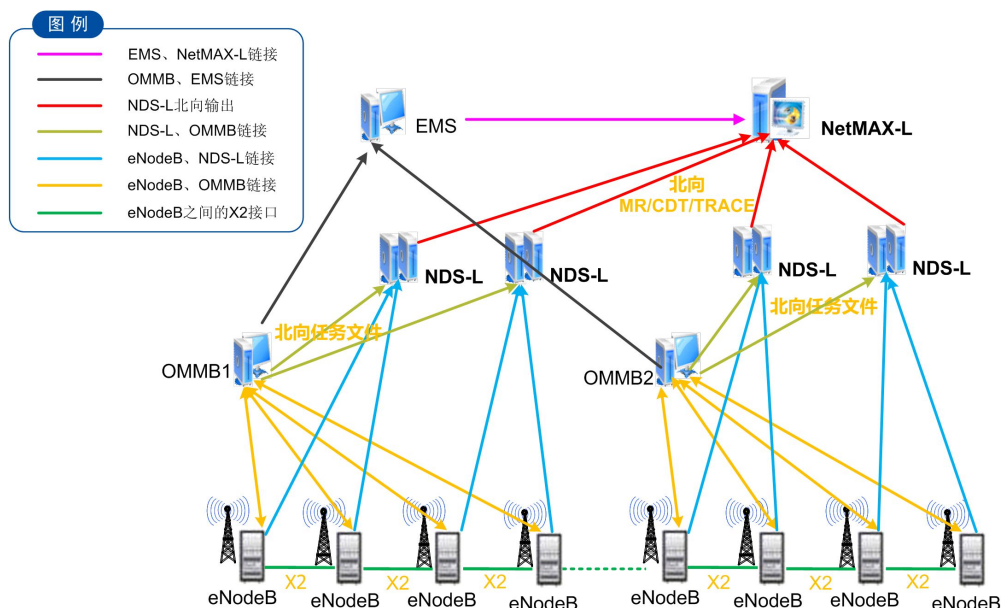 图 例
EMS、NetMAX-L链接
OMMB、EMS链接
NDS-L北向输出
NDS-L、OMMB链接
eNodeB、NDS-L链接
eNodeB、OMMB链接
eNodeB之间的X2接口
EMS
NetMAX-L
北向
MR/CDT/TRACE
NDS-L
NDS-L
NDS-L
NDS-L
北向任务文件
北向任务文件
OMMB1
OMMB2
X2
X2
X2
X2
X2
X2
eNodeB
eNodeB
eNodeB
eNodeB
eNodeB
eNodeB
eNodeB
eNodeB